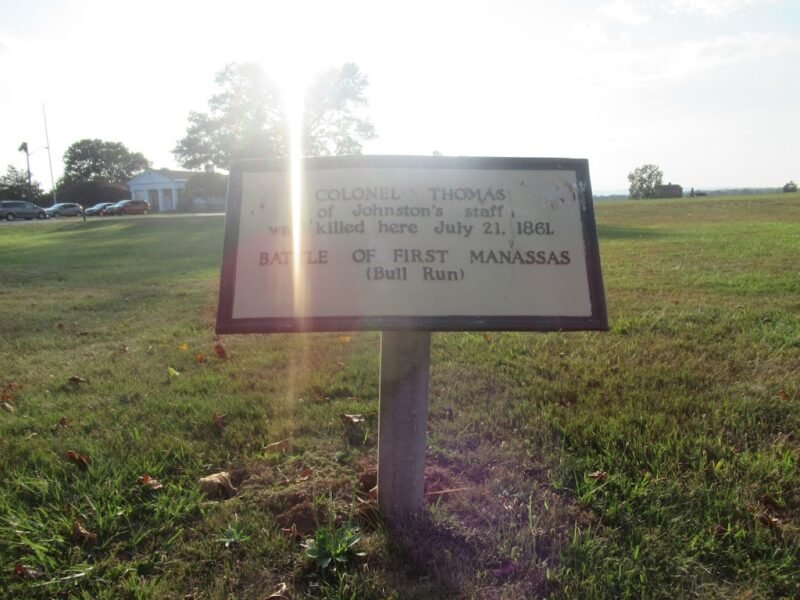 COLONEL THOMAS
of Johnston's staff
was killed here July 21, 1861.
BATTLE OF FIRST MANASSAS
(Bull Run)